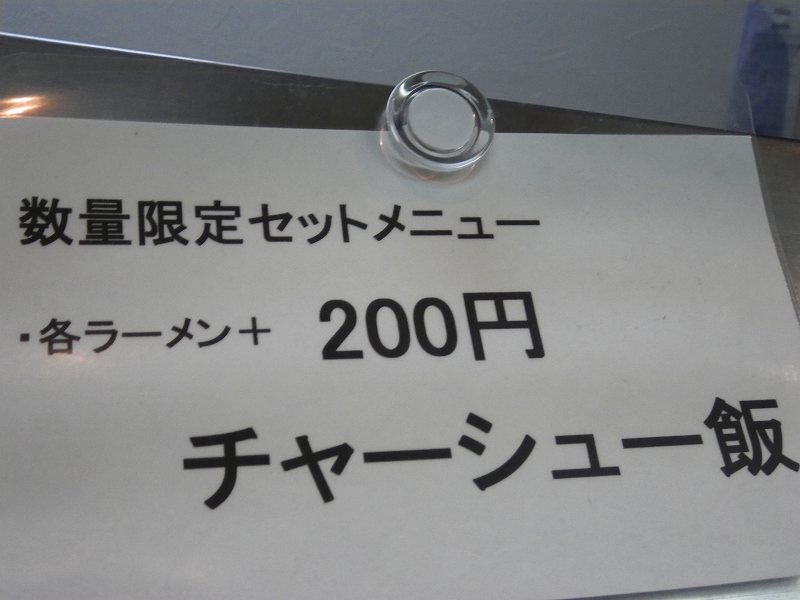 数量限定セットメニュー
・各ラーメン＋ 200円
チャーシュー飯